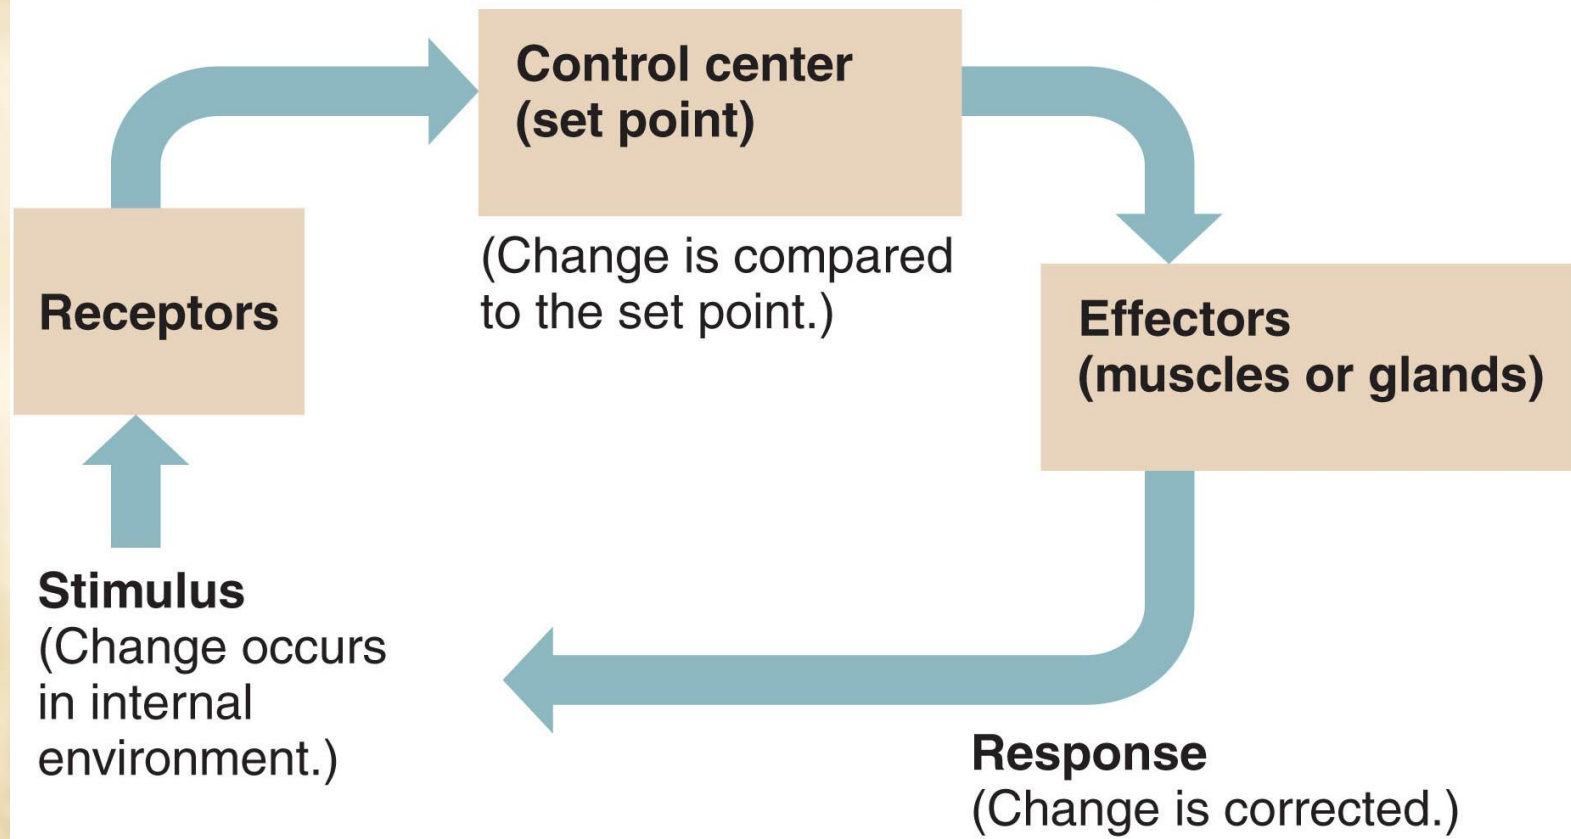 Control center
(set point)
(Change is compared
to the set point.)
Receptors
Effectors
(muscles or glands)
Stimulus
(Change occurs
in internal
environment.)
Response
(Change is corrected.)